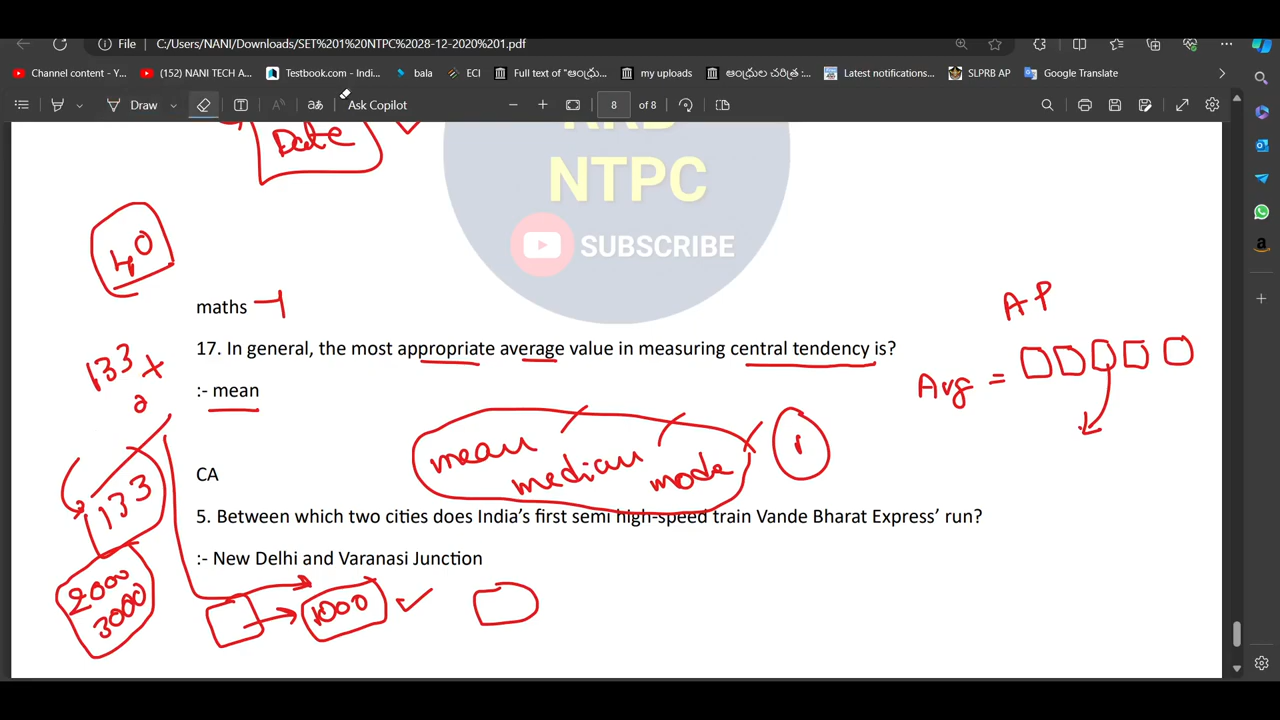 File C:/Users/NANI/Downloads/SET%201%20NTPC%2028-12-2020%201.pdf
Channel content - Y... (152) NANI TECH A... Testbook.com - Indi... bala ECI Full text of "ఆంధ్రు... my uploads ఆంధ్రుల చరిత్ర :... Latest notifications... SLPRB AP Google Translate
Draw Ask Copilot 8 of 8
Date
NTPC
SUBSCRIBE
40
maths 1
AP
17. In general, the most appropriate average value in measuring central tendency is?
133 x
2
Avg =
:- mean
mean median mode
133
CA
5. Between which two cities does India's first semi high-speed train Vande Bharat Express' run?
:- New Delhi and Varanasi Junction
2000
3000
1000